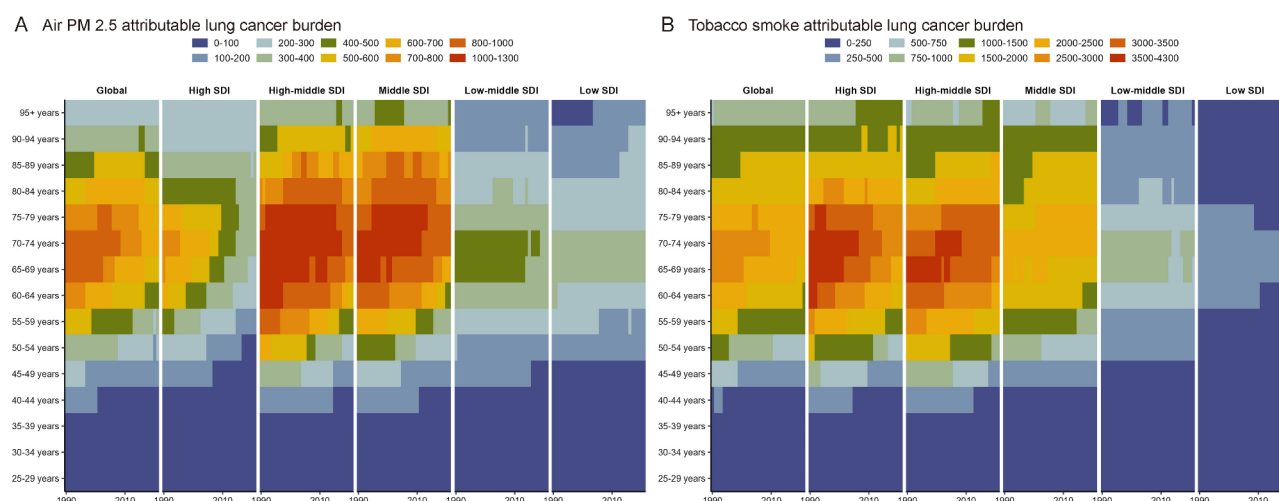 A Air PM 2.5 attributable lung cancer burden
0-100 200-300 400-500 600-700 800-1000
100-200 300-400 500-600 700-800 1000-1300
Global High SDI High-middle SDI Middle SDI Low-middle SDI Low SDI
95+ years
90-94 years
85-89 years
80-84 years
75-79 years
70-74 years
65-69 years
60-64 years
55-59 years
50-54 years
45-49 years
40-44 years
35-39 years
30-34 years
25-29 years
1990 2010 1990 2010 1990 2010 1990 2010 1990 2010 1990 2010
B Tobacco smoke attributable lung cancer burden
0-250 500-750 1000-1500 2000-2500 3000-3500
250-500 750-1000 1500-2000 2500-3000 3500-4300
Global High SDI High-middle SDI Middle SDI Low-middle SDI Low SDI
95+ years
90-94 years
85-89 years
80-84 years
75-79 years
70-74 years
65-69 years
60-64 years
55-59 years
50-54 years
45-49 years
40-44 years
35-39 years
30-34 years
25-29 years
1990 2010 1990 2010 1990 2010 1990 2010 1990 2010 1990 2010